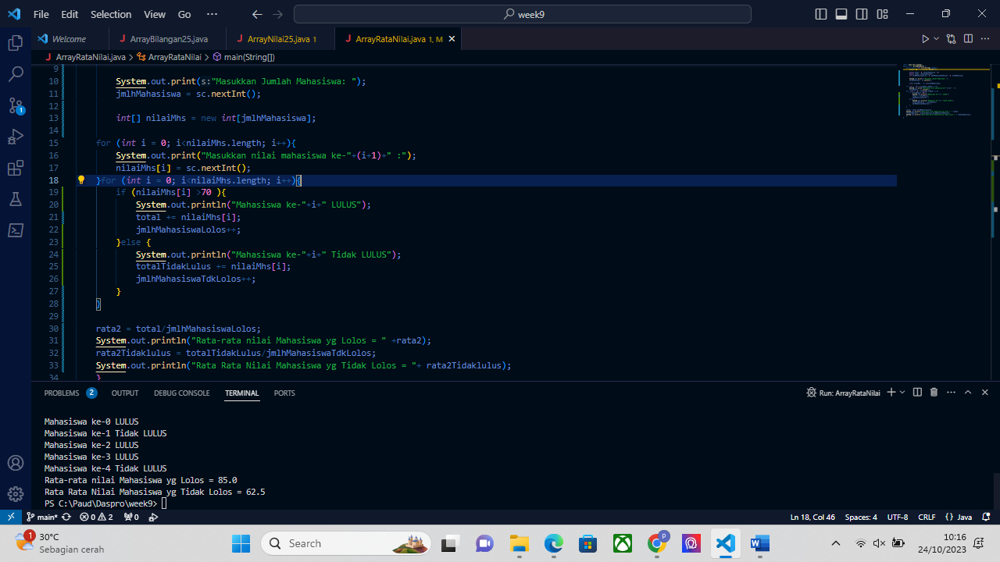 File Edit Selection View Go ··· week9
Welcome ArrayBilangan25.java ArrayNilai25.java 1 ArrayRataNilai.java 1, M
ArrayRataNilai.java > ArrayRataNilai > main(String[])
9
10 System.out.print(s:"Masukkan Jumlah Mahasiswa: ");
11 jmlhMahasiswa = sc.nextInt();
12
13 int[] nilaiMhs = new int[jmlhMahasiswa];
14
15 for (int i = 0; i<nilaiMhs.length; i++){
16 System.out.print("Masukkan nilai mahasiswa ke-"+(i+1)+" :");
17 nilaiMhs[i] = sc.nextInt();
18 }for (int i = 0; i<nilaiMhs.length; i++){
19 if (nilaiMhs[i] >70 ){
20 System.out.println("Mahasiswa ke-"+i+" LULUS");
21 total += nilaiMhs[i];
22 jmlhMahasiswaLolos++;
23 }else {
24 System.out.println("Mahasiswa ke-"+i+" Tidak LULUS");
25 totalTidakLulus += nilaiMhs[i];
26 jmlhMahasiswaTdkLolos++;
27 }
28 }
29
30 rata2 = total/jmlhMahasiswaLolos;
31 System.out.println("Rata-rata nilai Mahasiswa yg Lolos = " +rata2);
32 rata2Tidaklulus = totalTidakLulus/jmlhMahasiswaTdkLolos;
33 System.out.println("Rata Rata Nilai Mahasiswa yg Tidak Lolos = "+ rata2Tidaklulus);
34 }
PROBLEMS 2 OUTPUT DEBUG CONSOLE TERMINAL PORTS Run: ArrayRataNilai
Mahasiswa ke-0 LULUS
Mahasiswa ke-1 Tidak LULUS
Mahasiswa ke-2 LULUS
Mahasiswa ke-3 LULUS
Mahasiswa ke-4 Tidak LULUS
Rata-rata nilai Mahasiswa yg Lolos = 85.0
Rata Rata Nilai Mahasiswa yg Tidak Lolos = 62.5
PS C:\Paud\Daspro\week9>
main* 0 2 0 Ln 18, Col 46 Spaces: 4 UTF-8 CRLF {} Java
1 30°C
Sebagian cerah
Search
P
10:16
24/10/2023